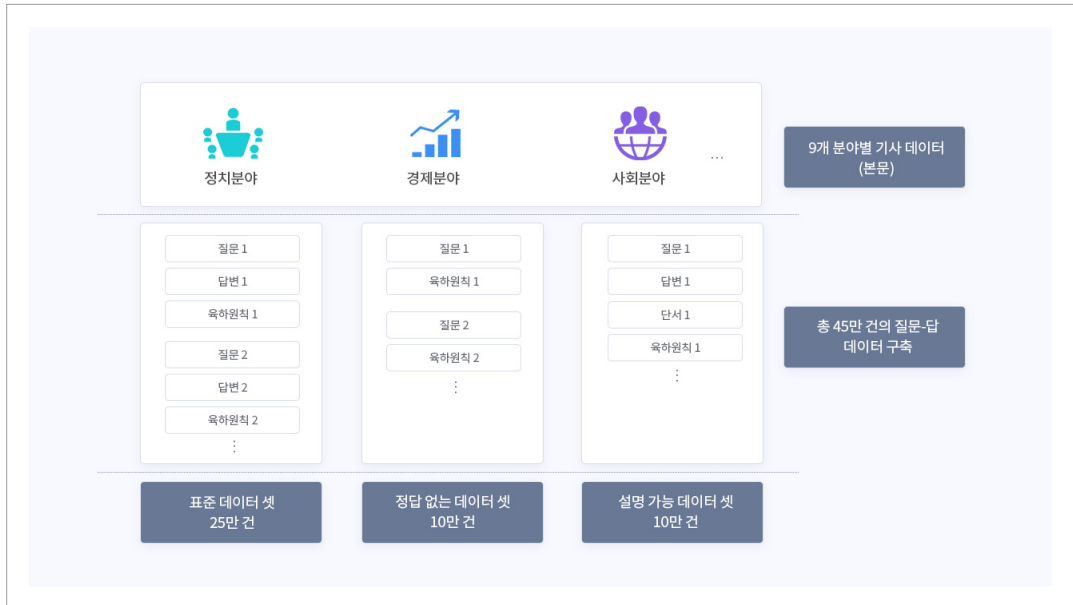 정치분야
경제분야
사회분야
...
9개 분야별 기사 데이터
(본문)
질문 1
답변 1
육하원칙 1
질문 2
답변 2
육하원칙 2
⋮
질문 1
육하원칙 1
질문 2
육하원칙 2
⋮
질문 1
답변 1
단서 1
육하원칙 1
⋮
총 45만 건의 질문-답
데이터 구축
표준 데이터 셋
25만 건
정답 없는 데이터 셋
10만 건
설명 가능 데이터 셋
10만 건